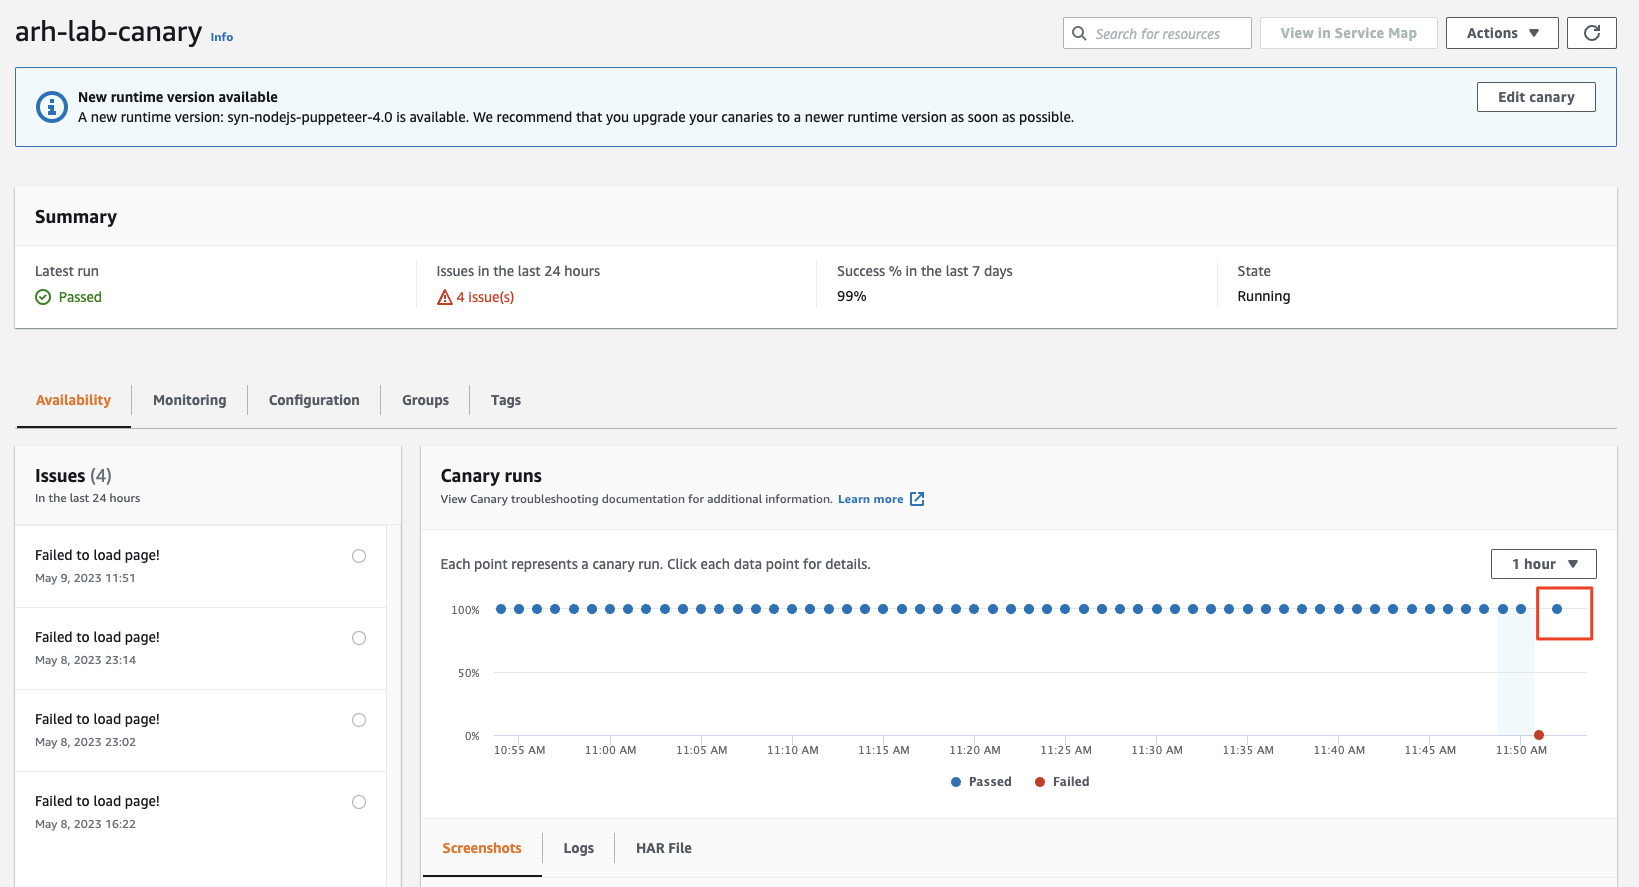 arh-lab-canary Info
Search for resources
View in Service Map
Actions
New runtime version available
A new runtime version: syn-nodejs-puppeteer-4.0 is available. We recommend that you upgrade your canaries to a newer runtime version as soon as possible.
Edit canary
Summary
Latest run
Passed
Issues in the last 24 hours
4 issue(s)
Success % in the last 7 days
99%
State
Running
Availability
Monitoring
Configuration
Groups
Tags
Issues (4)
In the last 24 hours
Failed to load page!
May 9, 2023 11:51
Failed to load page!
May 8, 2023 23:14
Failed to load page!
May 8, 2023 23:02
Failed to load page!
May 8, 2023 16:22
Canary runs
View Canary troubleshooting documentation for additional information. Learn more
Each point represents a canary run. Click each data point for details.
1 hour
100%
50%
0%
10:55 AM
11:00 AM
11:05 AM
11:10 AM
11:15 AM
11:20 AM
11:25 AM
11:30 AM
11:35 AM
11:40 AM
11:45 AM
11:50 AM
Passed
Failed
Screenshots
Logs
HAR File